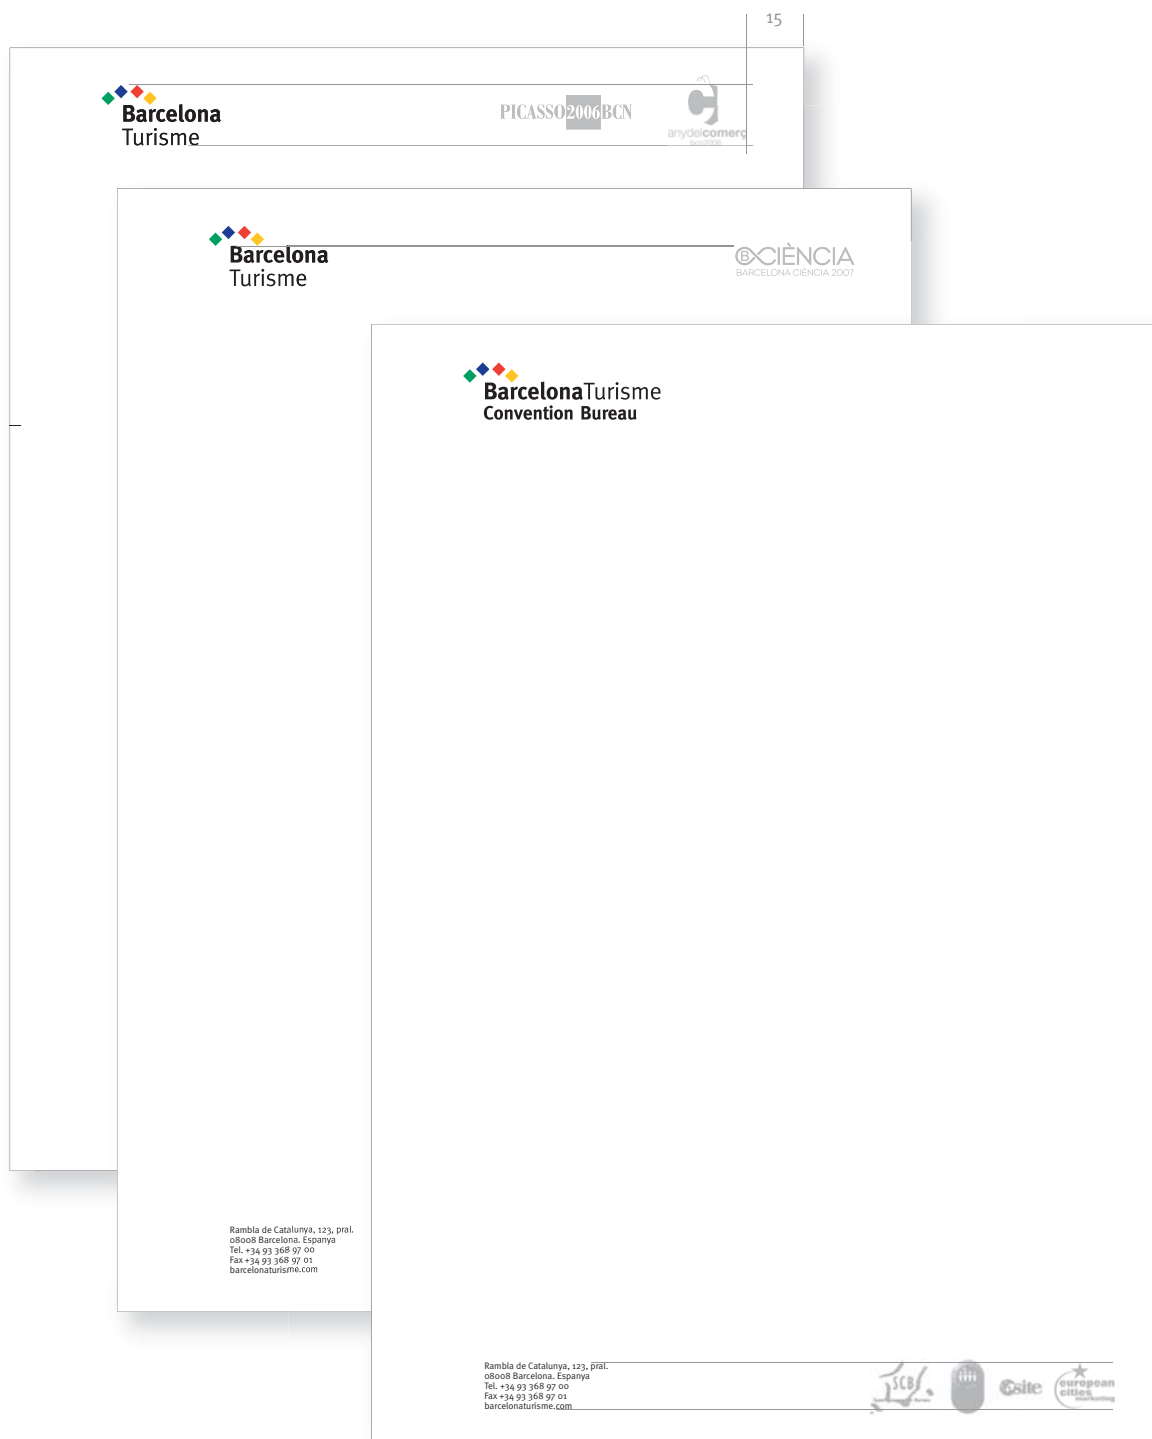 15
Barcelona
Turisme
PICASSO2006BCN
anydelcomerç
bcn2006
Barcelona
Turisme
BCIÈNCIA
BARCELONA CIÈNCIA 2007
BarcelonaTurisme
Convention Bureau
Rambla de Catalunya, 123, pral.
08008 Barcelona. Espanya
Tel. +34 93 368 97 00
Fax +34 93 368 97 01
barcelonaturisme.com
Rambla de Catalunya, 123, pral.
08008 Barcelona. Espanya
Tel. +34 93 368 97 00
Fax +34 93 368 97 01
barcelonaturisme.com
SCB
site
european
cities
marketing